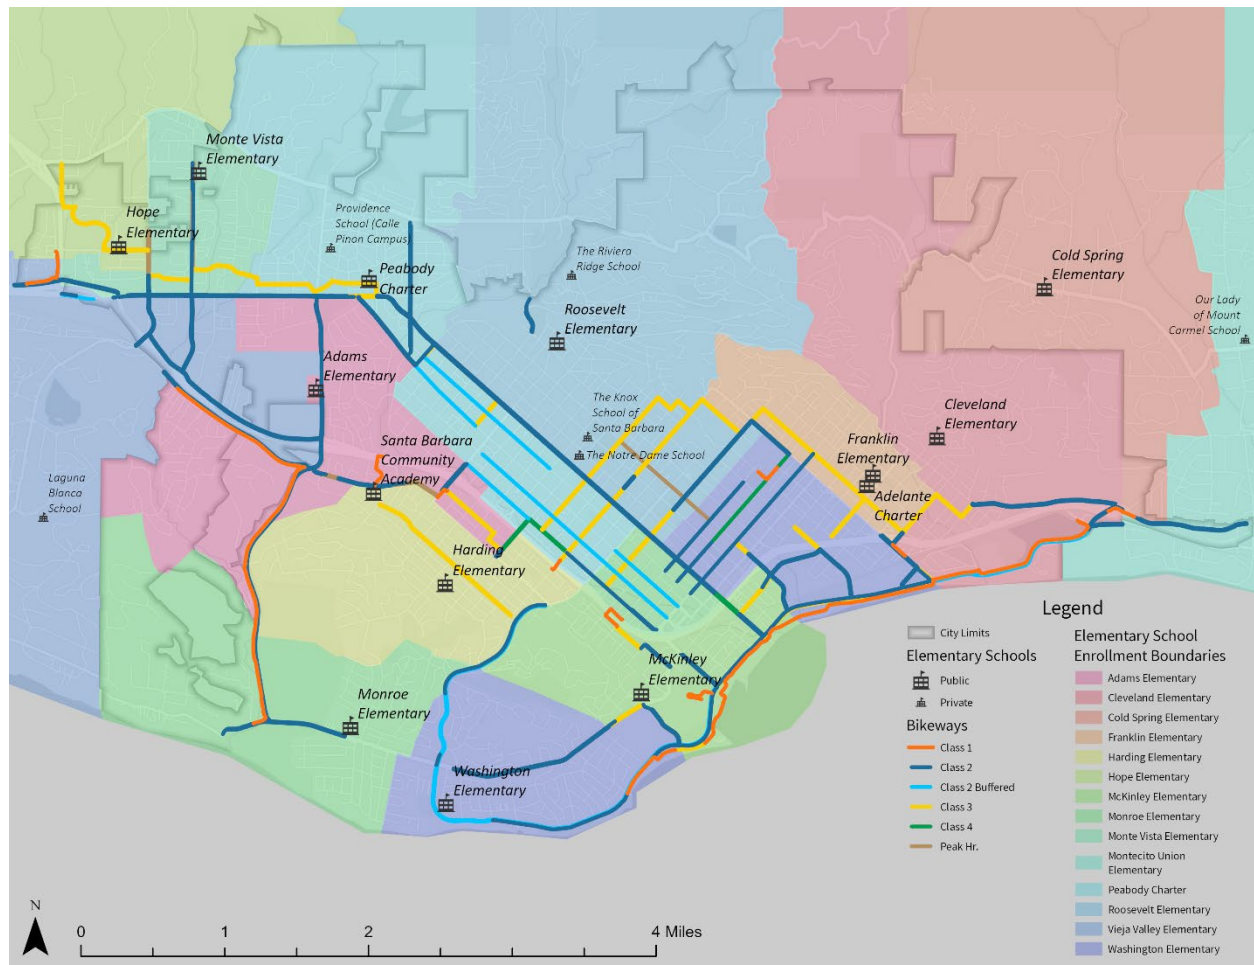 Monte Vista
Elementary
Hope
Elementary
Providence
School (Calle
Pinon Campus)
Peabody
Charter
The Riviera
Ridge School
Roosevelt
Elementary
Cold Spring
Elementary
Our Lady
of Mount
Carmel School
Adams
Elementary
The Knox
School of
Santa Barbara
The Notre Dame School
Cleveland
Elementary
Franklin
Elementary
Adelante
Charter
Santa Barbara
Community
Academy
Laguna
Blanca
School
Harding
Elementary
McKinley
Elementary
Monroe
Elementary
Washington
Elementary
Legend
City Limits
Elementary Schools
Public
Private
Bikeways
Class 1
Class 2
Class 2 Buffered
Class 3
Class 4
Peak Hr.
Elementary School
Enrollment Boundaries
Adams Elementary
Cleveland Elementary
Cold Spring Elementary
Franklin Elementary
Harding Elementary
Hope Elementary
McKinley Elementary
Monroe Elementary
Monte Vista Elementary
Montecito Union
Elementary
Peabody Charter
Roosevelt Elementary
Vieja Valley Elementary
Washington Elementary
N
0 1 2 4 Miles